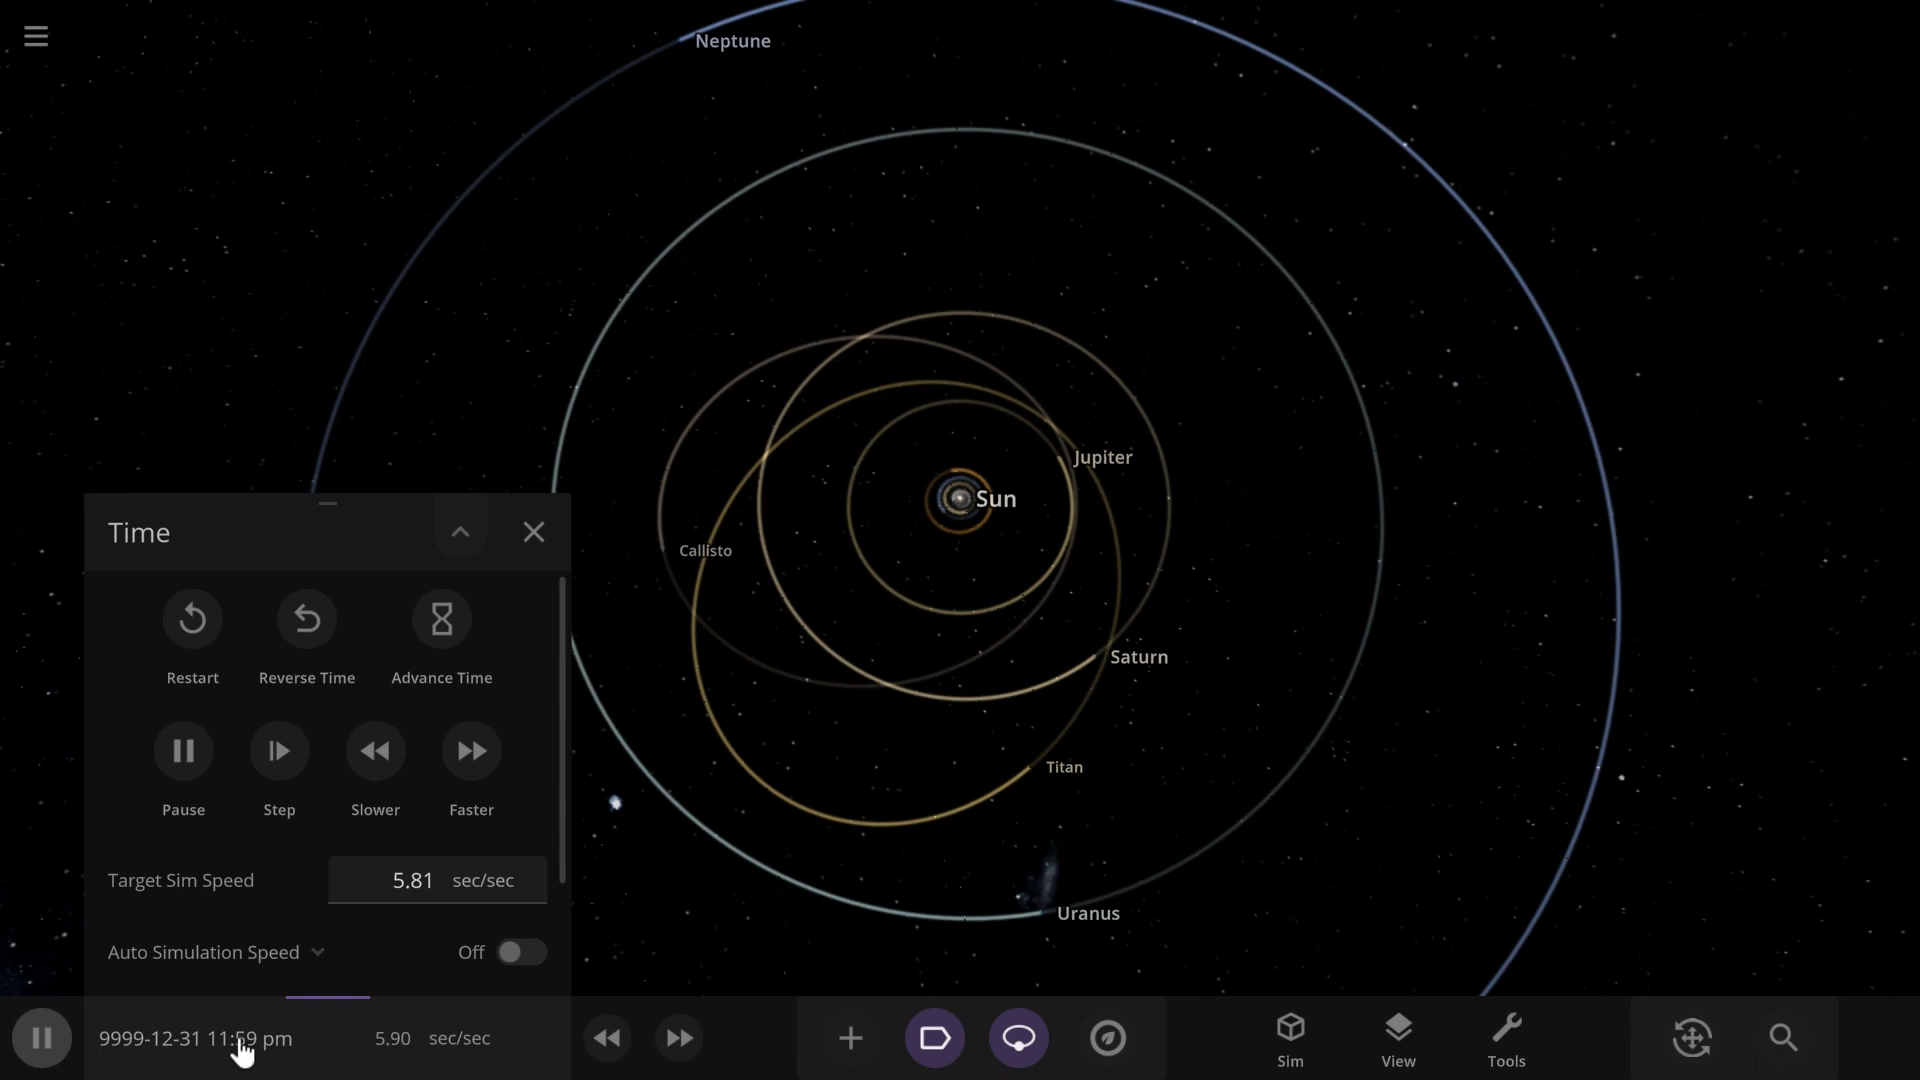 Neptune
Jupiter
Sun
Callisto
Saturn
Titan
Uranus
Time
Restart
Reverse Time
Advance Time
Pause
Step
Slower
Faster
Target Sim Speed 5.81 sec/sec
Auto Simulation Speed Off
9999-12-31 11:59 pm 5.90 sec/sec
Sim
View
Tools